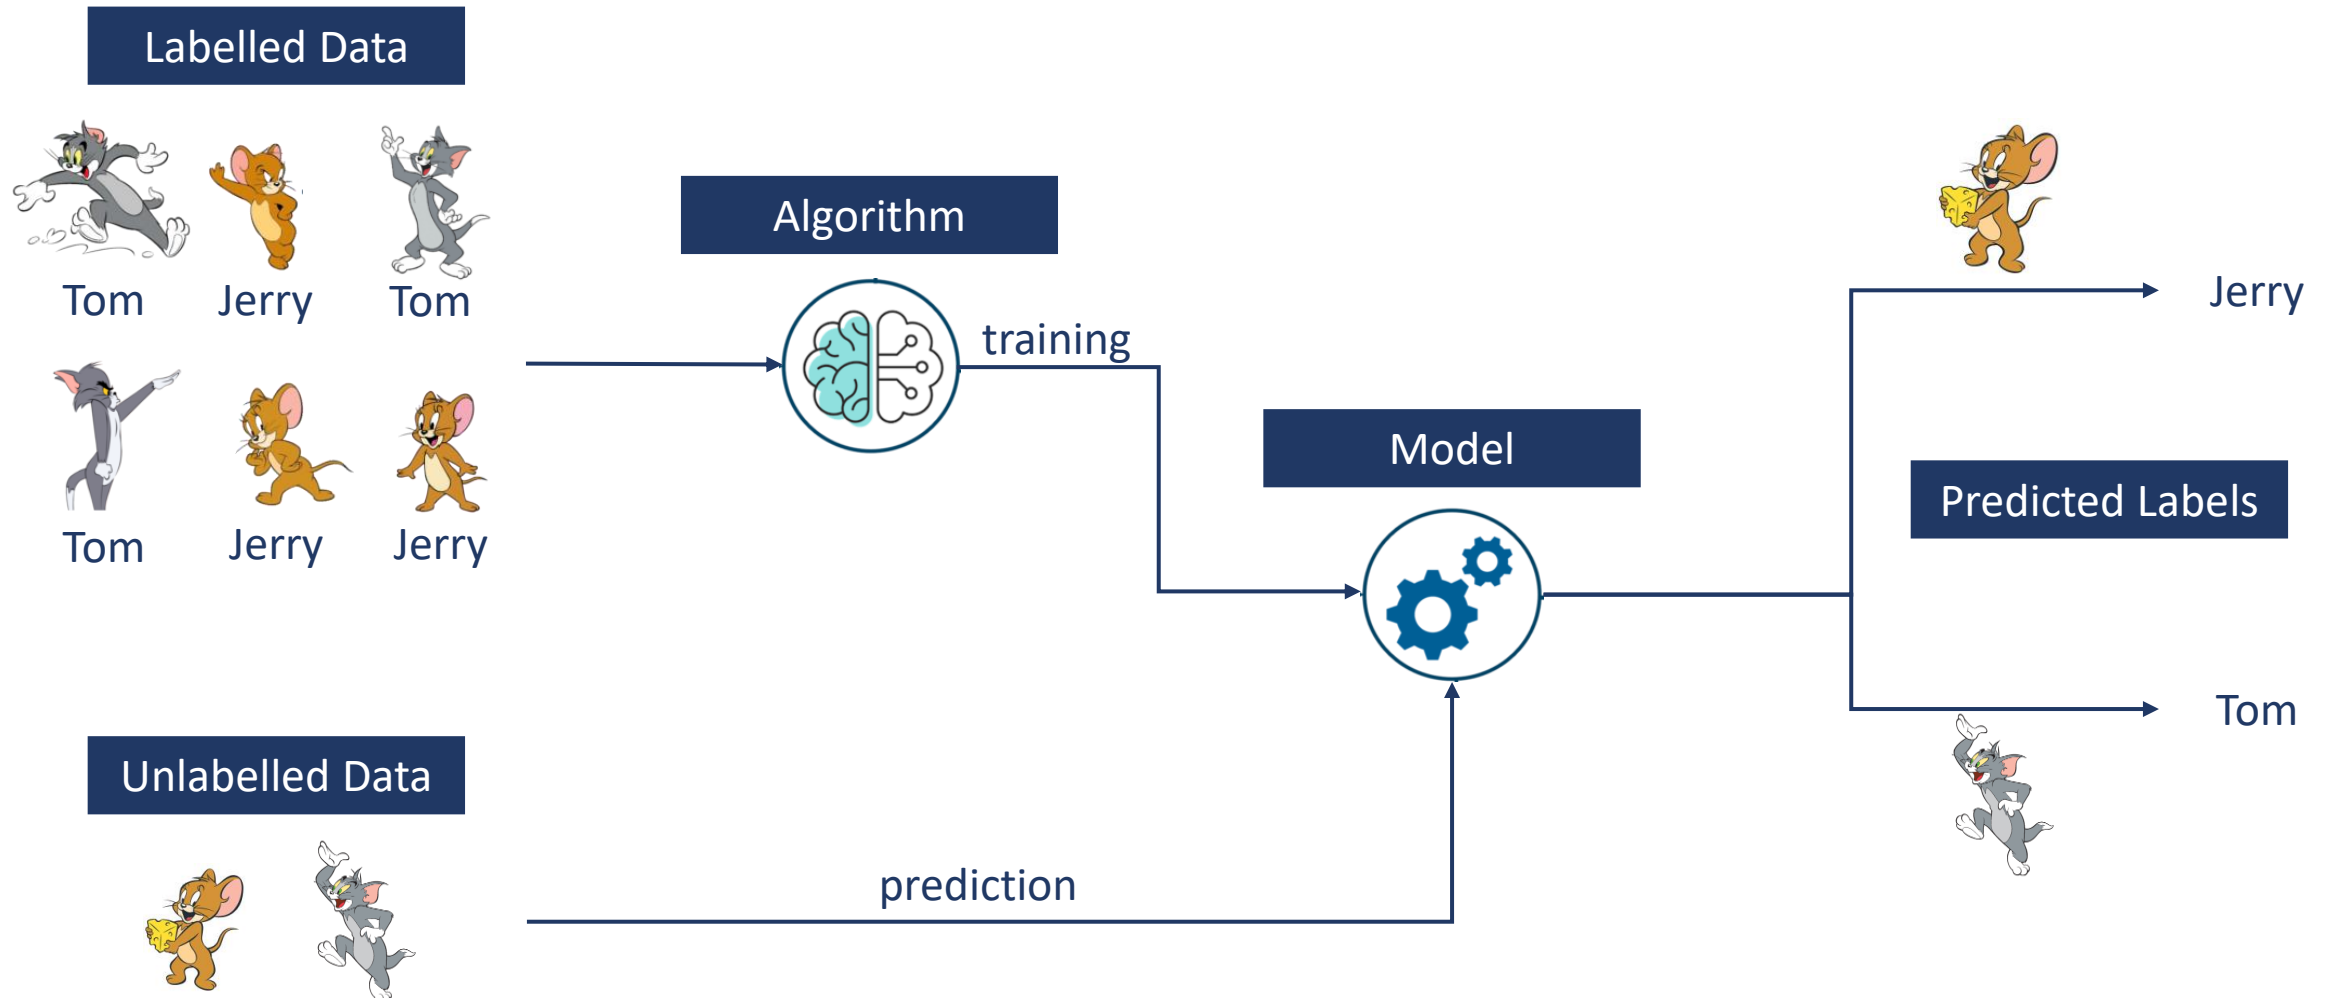 Labelled Data
Tom Jerry Tom
Tom Jerry Jerry
Algorithm
training
Model
Jerry
Predicted Labels
Tom
Unlabelled Data
prediction